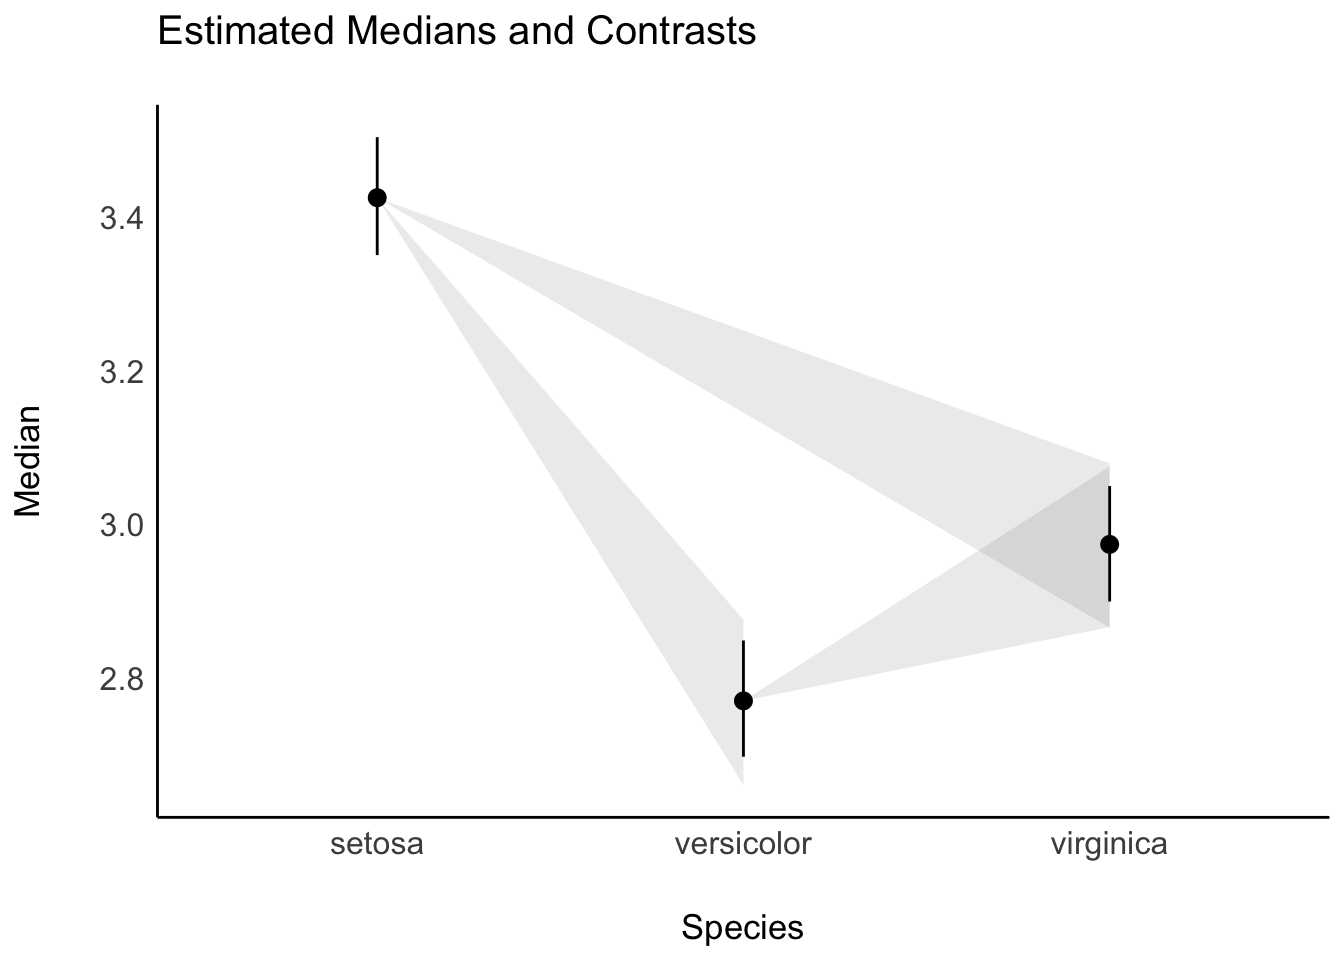 Estimated Medians and Contrasts
3.4
3.2
3.0
2.8
Median
setosa versicolor virginica
Species